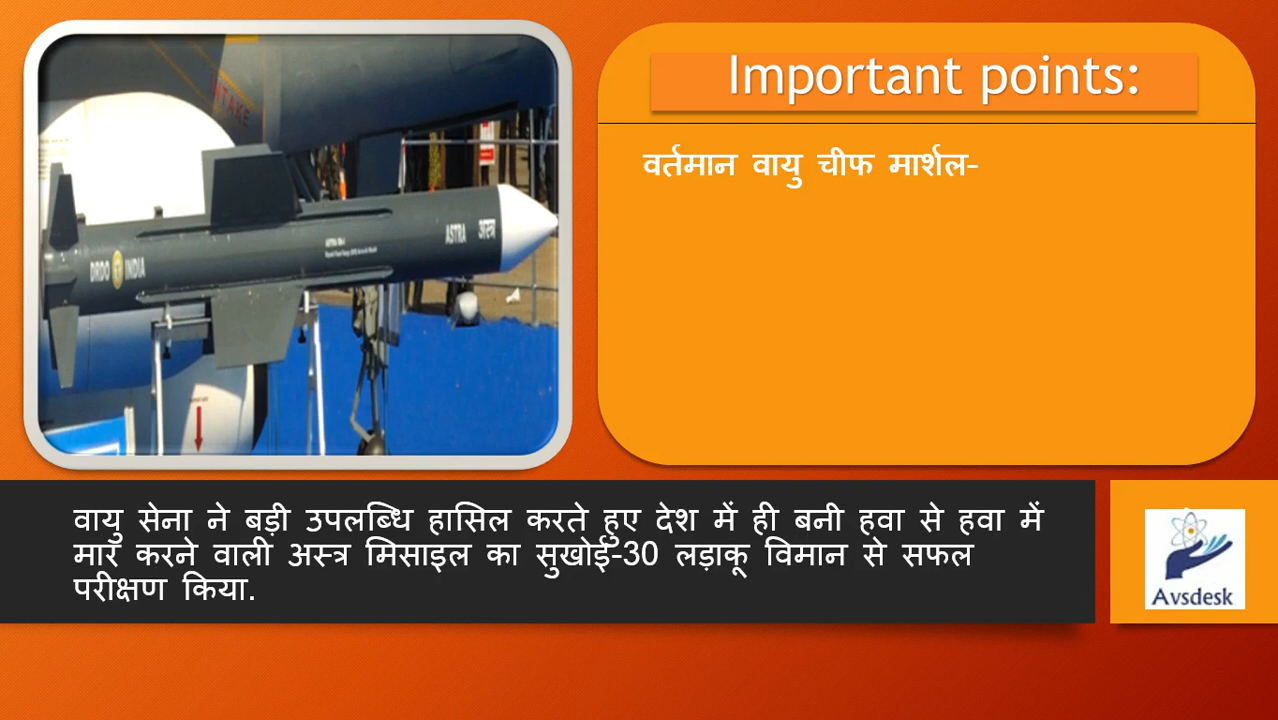 Important points:
वर्तमान वायु चीफ मार्शल-
INTAKE
ASTRA अस्त्र
DRDO INDIA
वायु सेना ने बड़ी उपलब्धि हासिल करते हुए देश में ही बनी हवा से हवा में
मार करने वाली अस्त्र मिसाइल का सुखोई-30 लड़ाकू विमान से सफल
परीक्षण किया.
Avsdesk